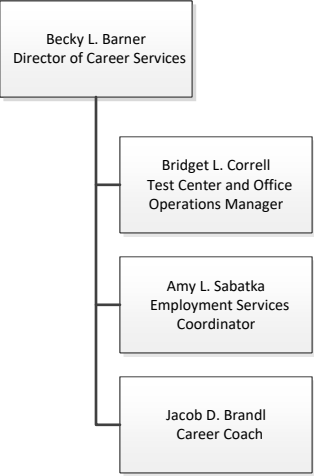 Becky L. Barner
Director of Career Services
Bridget L. Correll
Test Center and Office
Operations Manager
Amy L. Sabatka
Employment Services
Coordinator
Jacob D. Brandl
Career Coach